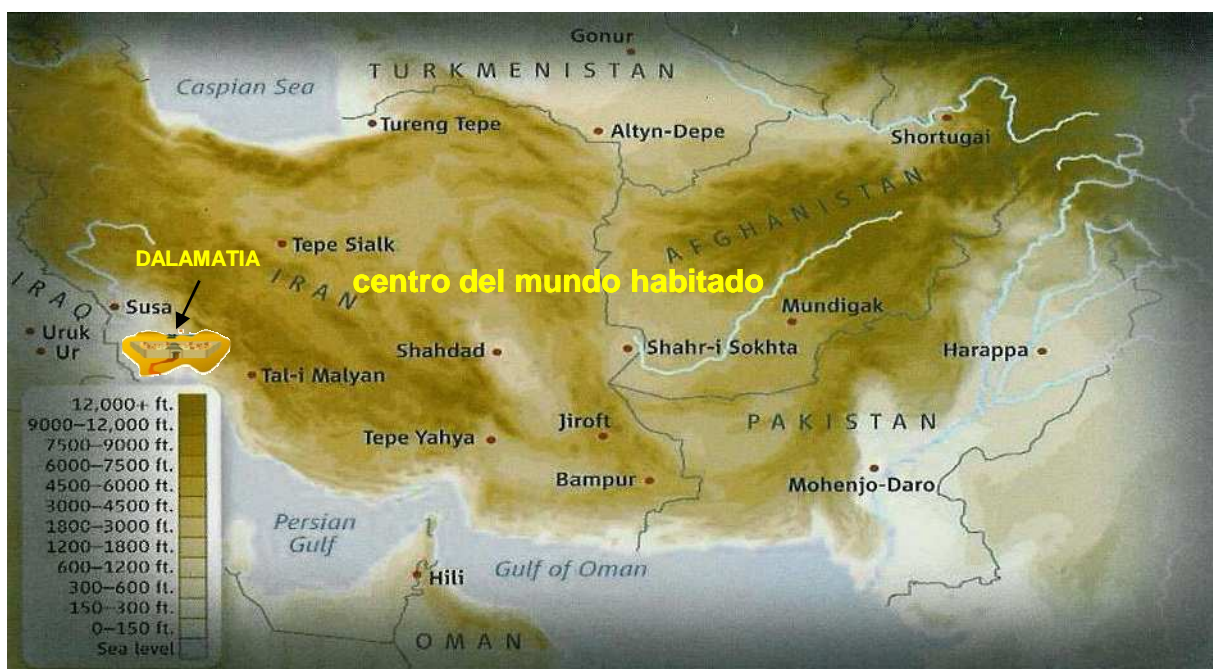 Gonur
TURKMENISTAN
Caspian Sea
Tureng Tepe
Altyn-Depe
Shortugai
AFGHANISTAN
Tepe Sialk
DALAMATIA
IRAN
centro del mundo habitado
IRAQ
Susa
Mundigak
Uruk
Ur
Shahdad
Shahr-i Sokhta
Harappa
Tal-i Malyan
12,000+ ft.
9000–12,000 ft.
7500–9000 ft.
6000–7500 ft.
4500–6000 ft.
3000–4500 ft.
1800–3000 ft.
1200–1800 ft.
600–1200 ft.
300–600 ft.
150–300 ft.
0–150 ft.
Sea level
Jiroft
PAKISTAN
Tepe Yahya
Bampur
Mohenjo-Daro
Persian
Gulf
Hili
Gulf of Oman
OMAN